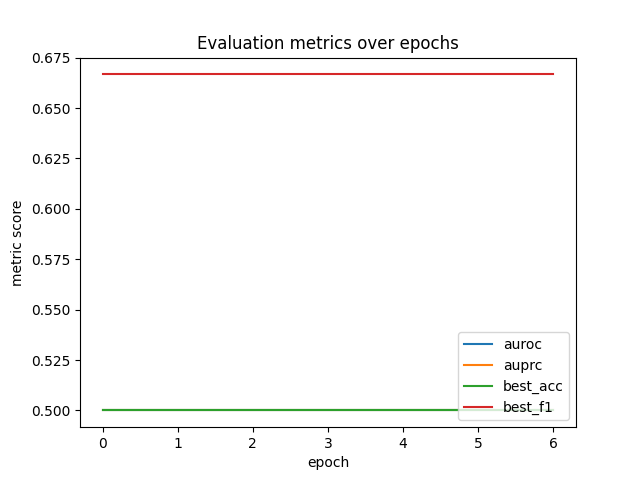 Evaluation metrics over epochs
0.675
0.650
0.625
0.600
0.575
0.550
0.525
0.500
metric score
auroc
auprc
best_acc
best_f1
0 1 2 3 4 5 6
epoch